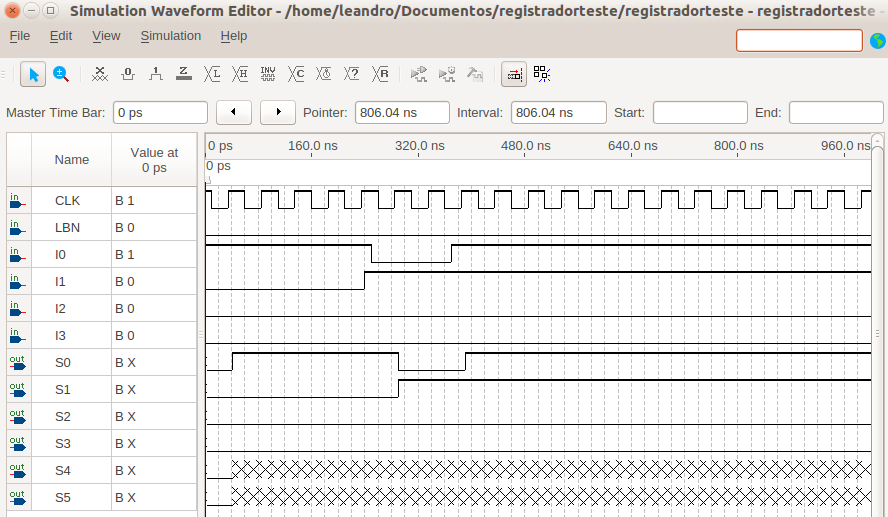 Simulation Waveform Editor - /home/leandro/Documentos/registradorteste/registradorteste - registradorteste -
File Edit View Simulation Help
Master Time Bar: 0 ps Pointer: 806.04 ns Interval: 806.04 ns Start: End:
Name Value at 0 ps
0 ps 160.0 ns 320.0 ns 480.0 ns 640.0 ns 800.0 ns 960.0 ns
0 ps
in CLK B 1
in LBN B 0
in I0 B 1
in I1 B 0
in I2 B 0
in I3 B 0
out S0 B X
out S1 B X
out S2 B X
out S3 B X
out S4 B X
out S5 B X